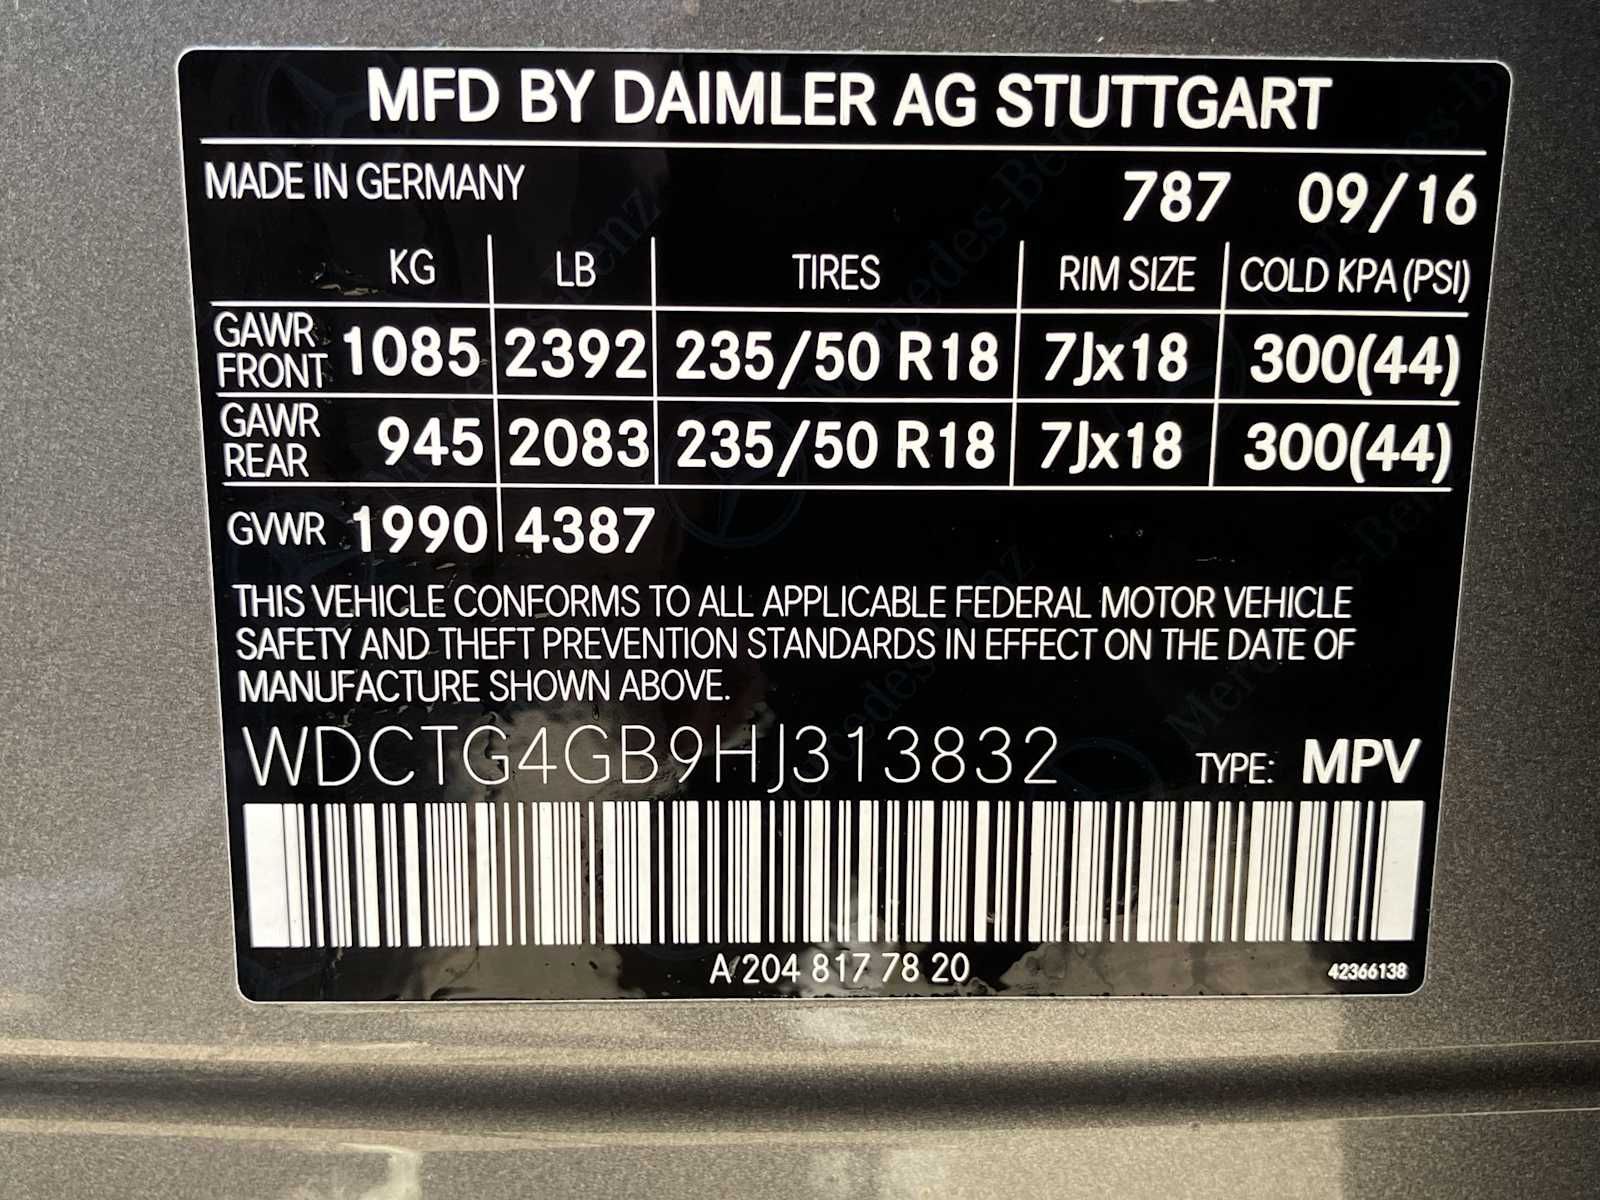 MFD BY DAIMLER AG STUTTGART
MADE IN GERMANY 787 09/16
KG LB TIRES RIM SIZE COLD KPA (PSI)
GAWR FRONT 1085 2392 235/50 R18 7Jx18 300(44)
GAWR REAR 945 2083 235/50 R18 7Jx18 300(44)
GVWR 1990 4387
THIS VEHICLE CONFORMS TO ALL APPLICABLE FEDERAL MOTOR VEHICLE
SAFETY AND THEFT PREVENTION STANDARDS IN EFFECT ON THE DATE OF
MANUFACTURE SHOWN ABOVE.
WDCTG4GB9HJ313832 TYPE: MPV
A 204 817 78 20 42366138